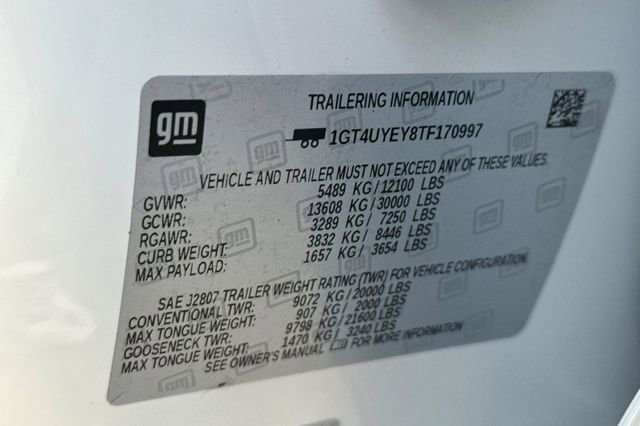 gm
TRAILERING INFORMATION
1GT4UYEY8TF170997
VEHICLE AND TRAILER MUST NOT EXCEED ANY OF THESE VALUES.
GVWR: 5489 KG/12100 LBS
GCWR: 13608 KG/30000 LBS
RGAWR: 3289 KG/ 7250 LBS
CURB WEIGHT: 3832 KG/ 8446 LBS
MAX PAYLOAD: 1657 KG/ 3654 LBS
SAE J2807 TRAILER WEIGHT RATING (TWR) FOR VEHICLE CONFIGURATION.
CONVENTIONAL TWR: 9072 KG/20000 LBS
MAX TONGUE WEIGHT: 907 KG/ 2000 LBS
GOOSENECK TWR: 9798 KG/21600 LBS
MAX TONGUE WEIGHT: 1470 KG/ 3240 LBS
SEE OWNER'S MANUAL FOR MORE INFORMATION